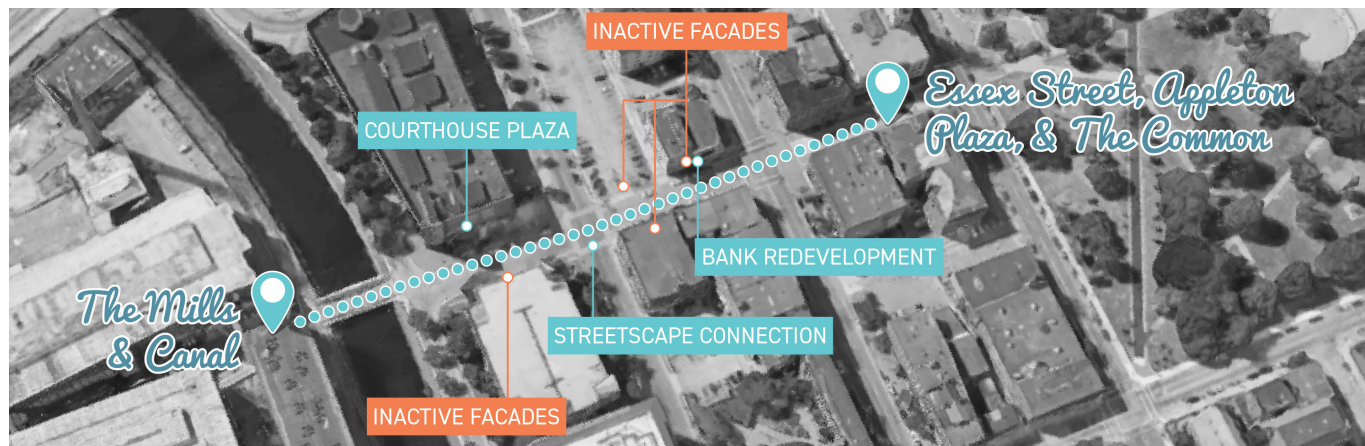 INACTIVE FACADES
Essex Street, Appleton
Plaza, & The Common
COURTHOUSE PLAZA
BANK REDEVELOPMENT
The Mills
& Canal
STREETSCAPE CONNECTION
INACTIVE FACADES